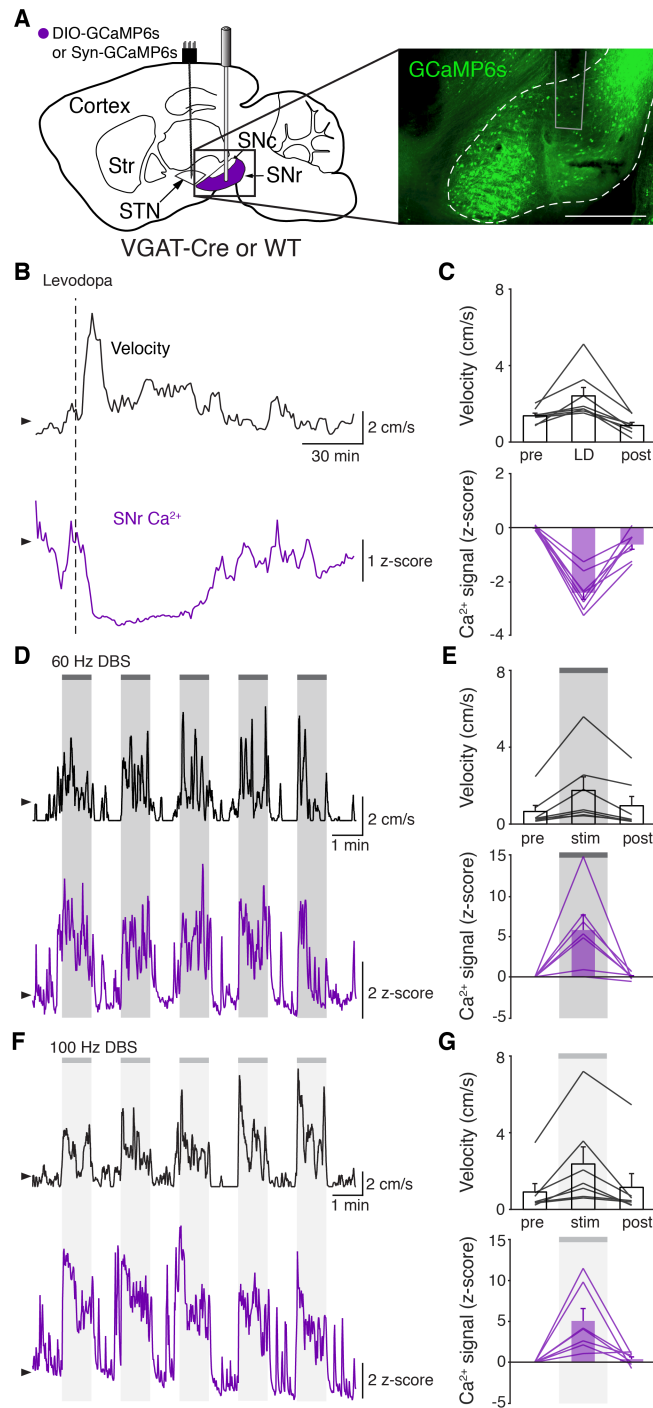 A
DIO-GCaMP6s
or Syn-GCaMP6s
Cortex
Str
STN
SNc
SNr
VGAT-Cre or WT
GCaMP6s
B
Levodopa
Velocity
2 cm/s
30 min
SNr Ca²⁺
1 z-score
C
Velocity (cm/s)
8
4
0
pre LD post
Ca²⁺ signal (z-score)
2
0
-2
-4
D
60 Hz DBS
2 cm/s
1 min
2 z-score
E
Velocity (cm/s)
8
4
0
pre stim post
Ca²⁺ signal (z-score)
15
10
5
0
-5
F
100 Hz DBS
2 cm/s
1 min
2 z-score
G
Velocity (cm/s)
8
4
0
pre stim post
Ca²⁺ signal (z-score)
15
10
5
0
-5